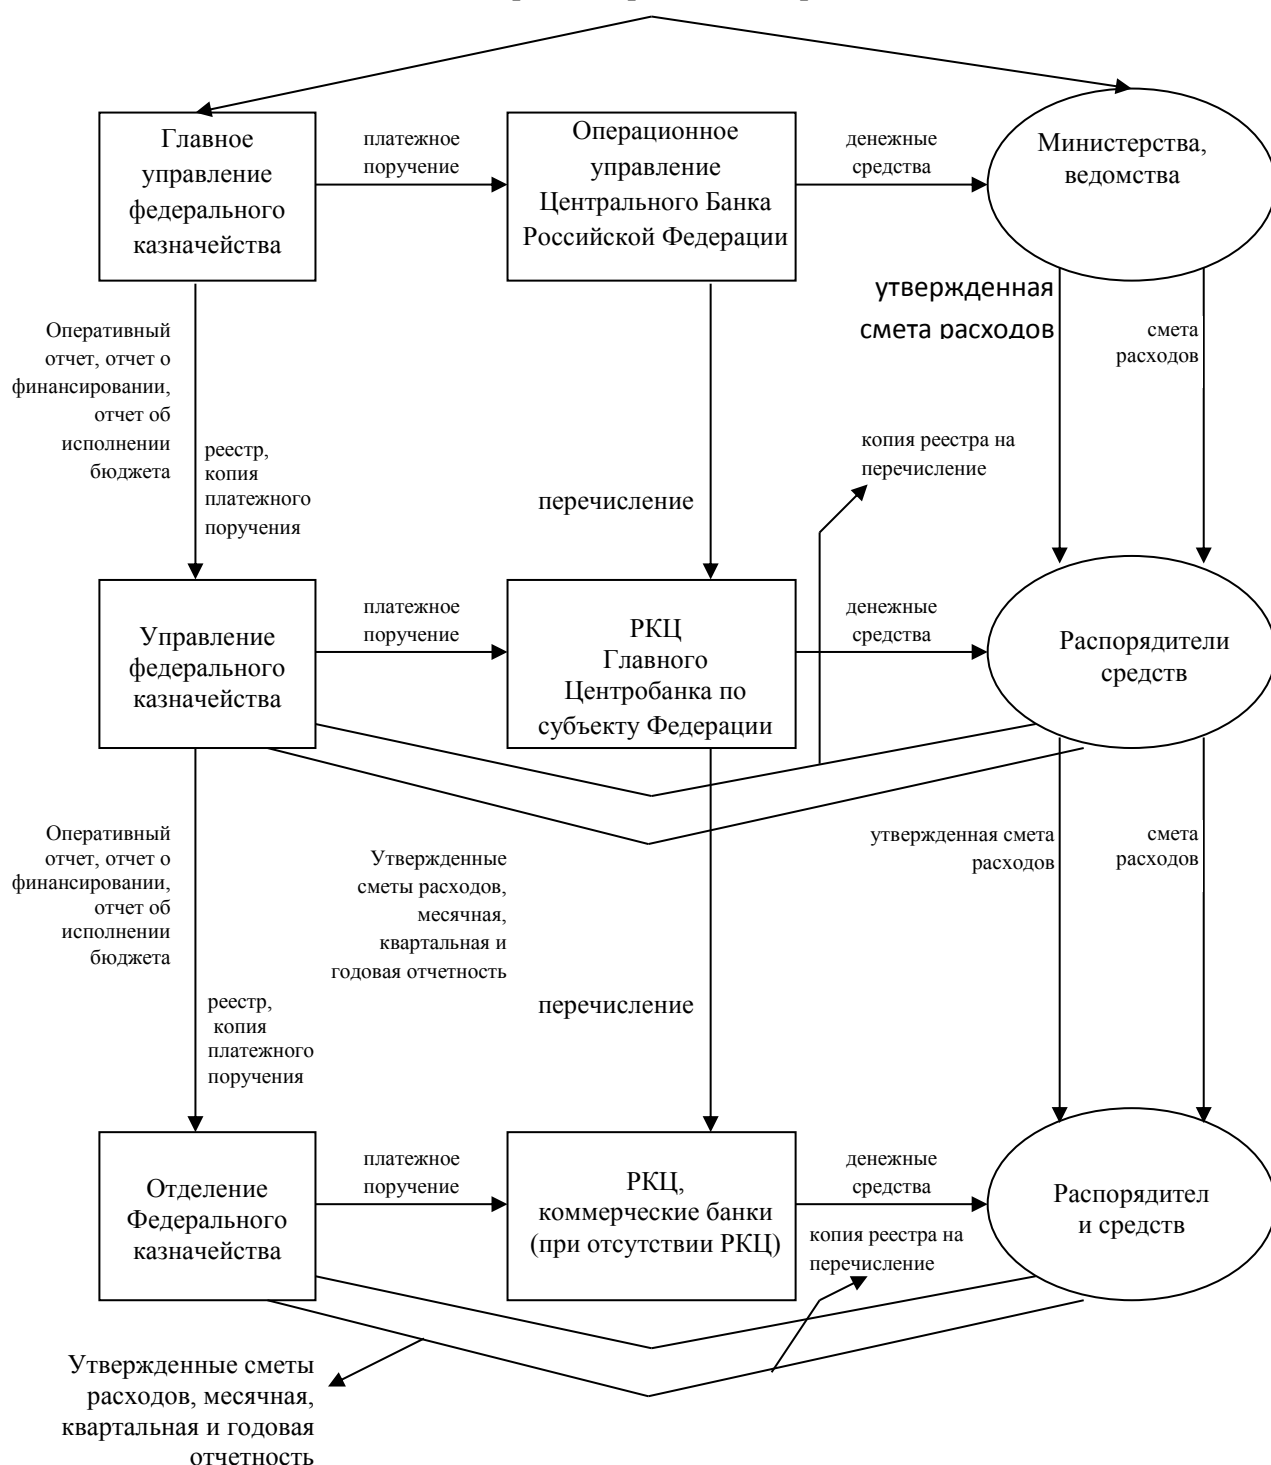 Главное
управление
федерального
казначейства
платежное
поручение
Операционное
управление
Центрального Банка
Российской Федерации
денежные
средства
Министерства,
ведомства
Оперативный
отчет, отчет о
финансировании,
отчет об
исполнении
бюджета
реестр,
копия
платежного
поручения
перечисление
утвержденная
смета расходов
смета
расходов
копия реестра на
перечисление
Управление
федерального
казначейства
платежное
поручение
РКЦ
Главного
Центробанка по
субъекту Федерации
денежные
средства
Распорядители
средств
Оперативный
отчет, отчет о
финансировании,
отчет об
исполнении
бюджета
реестр,
копия
платежного
поручения
Утвержденные
сметы расходов,
месячная,
квартальная и
годовая отчетность
перечисление
утвержденная смета
расходов
смета
расходов
Отделение
Федерального
казначейства
платежное
поручение
РКЦ,
коммерческие банки
(при отсутствии РКЦ)
денежные
средства
Распорядител
и средств
копия реестра на
перечисление
Утвержденные сметы
расходов, месячная,
квартальная и годовая
отчетность